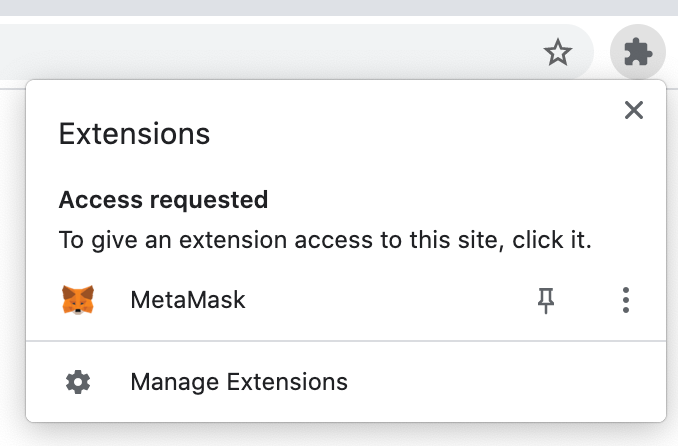 Extensions
Access requested
To give an extension access to this site, click it.
MetaMask
Manage Extensions